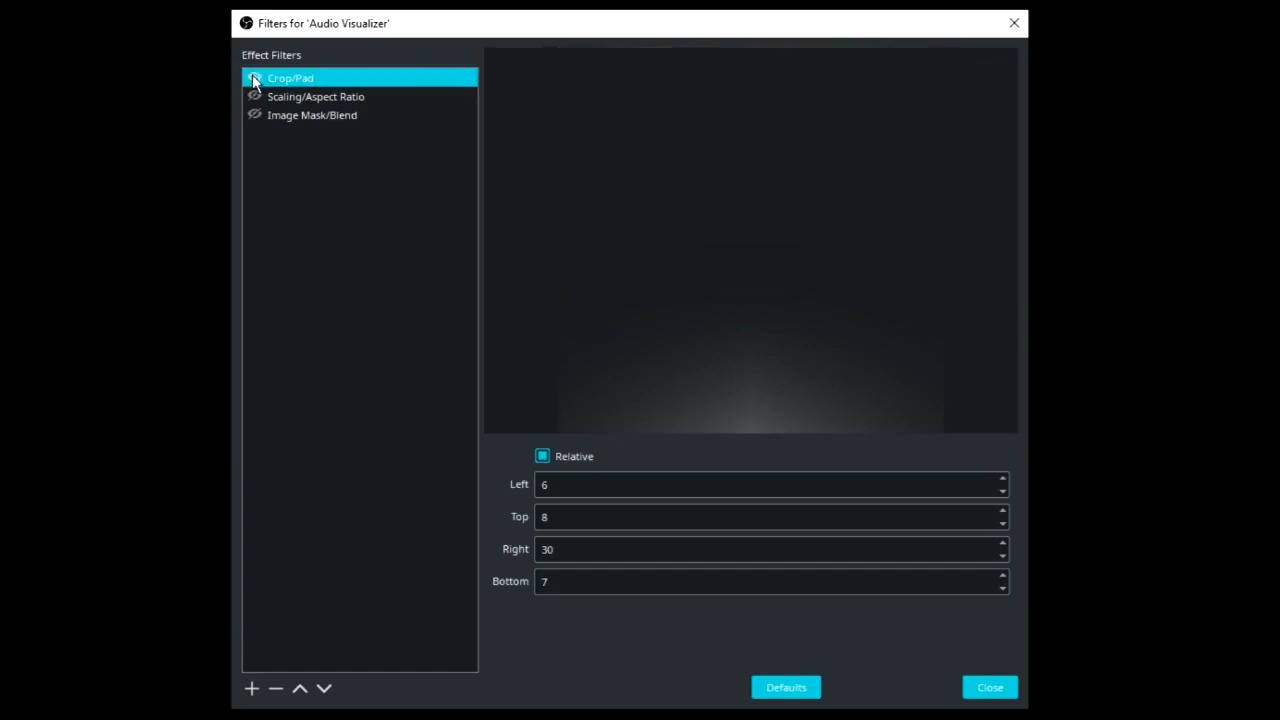 Filters for 'Audio Visualizer'
Effect Filters
Crop/Pad
Scaling/Aspect Ratio
Image Mask/Blend
Relative
Left 6
Top 8
Right 30
Bottom 7
Defaults
Close